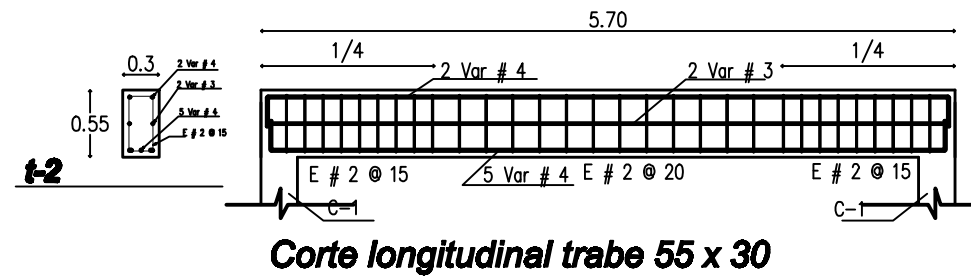 5.70
1/4
1/4
0.3
2 Var # 4
2 Var # 3
2 Var # 4
2 Var # 3
0.55
5 Var # 4
E # 2 @ 15
t-2
E # 2 @ 15
5 Var # 4
E # 2 @ 20
E # 2 @ 15
C-1
C-1
Corte longitudinal trabe 55 x 30